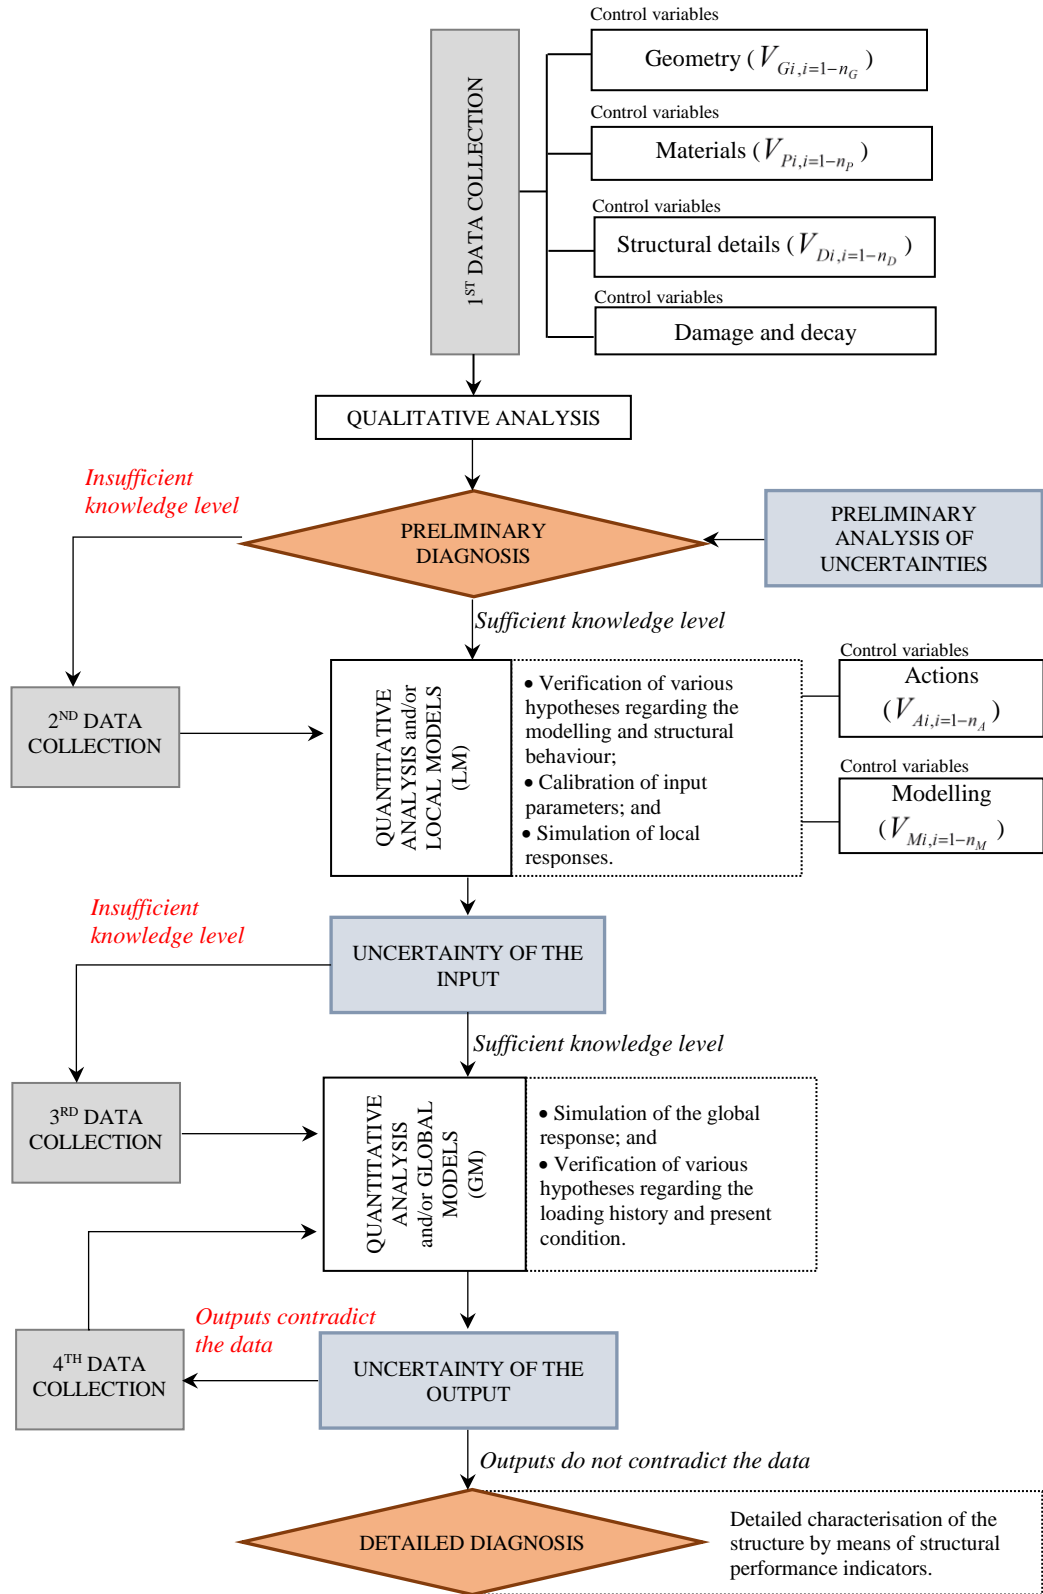 Control variables
Geometry ( V_{Gi,i=1−n_G} )
1ST DATA COLLECTION
Control variables
Materials ( V_{Pi,i=1−n_P} )
Control variables
Structural details ( V_{Di,i=1−n_D} )
Control variables
Damage and decay
QUALITATIVE ANALYSIS
Insufficient
knowledge level
PRELIMINARY
DIAGNOSIS
PRELIMINARY
ANALYSIS OF
UNCERTAINTIES
Sufficient knowledge level
2ND DATA
COLLECTION
QUANTITATIVE
ANALYSIS and/or
LOCAL MODELS
(LM)
• Verification of various
hypotheses regarding the
modelling and structural
behaviour;
• Calibration of input
parameters; and
• Simulation of local
responses.
Control variables
Actions
( V_{Ai,i=1−n_A} )
Control variables
Modelling
( V_{Mi,i=1−n_M} )
Insufficient
knowledge level
UNCERTAINTY OF THE
INPUT
Sufficient knowledge level
3RD DATA
COLLECTION
QUANTITATIVE
ANALYSIS
and/or GLOBAL
MODELS
(GM)
• Simulation of the global
response; and
• Verification of various
hypotheses regarding the
loading history and present
condition.
Outputs contradict
the data
4TH DATA
COLLECTION
UNCERTAINTY OF THE
OUTPUT
Outputs do not contradict the data
DETAILED DIAGNOSIS
Detailed characterisation of the
structure by means of structural
performance indicators.